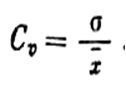 C_v = σ / x̄ .